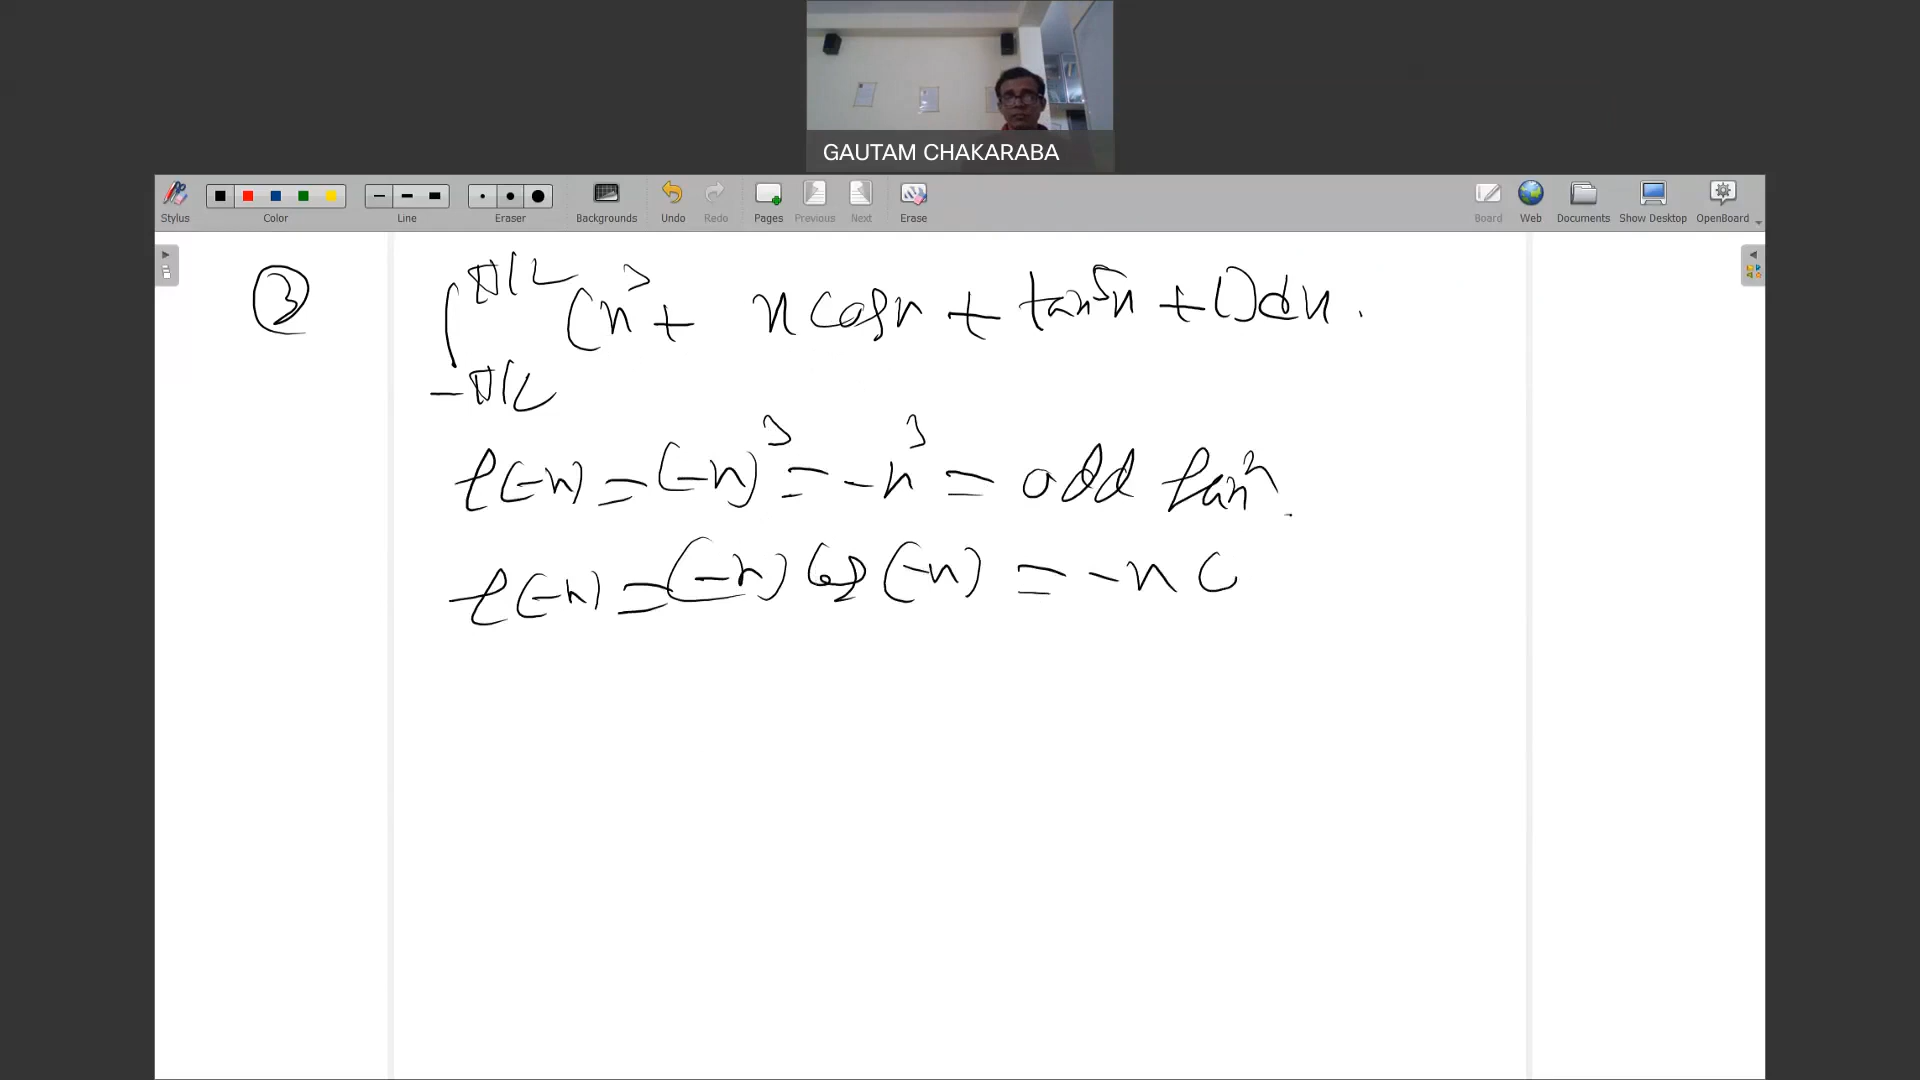 GAUTAM CHAKARABA
Stylus Color Line Eraser Backgrounds Undo Redo Pages Previous Next Erase Board Web Documents Show Desktop OpenBoard
③ ∫_{-π/2}^{π/2} (x³ + x cos x + tan⁵x + 1) dx.
f(-x) = (-x)³ = -x³ = odd funⁿ.
f(-x) = (-x) cos (-x) = -x c